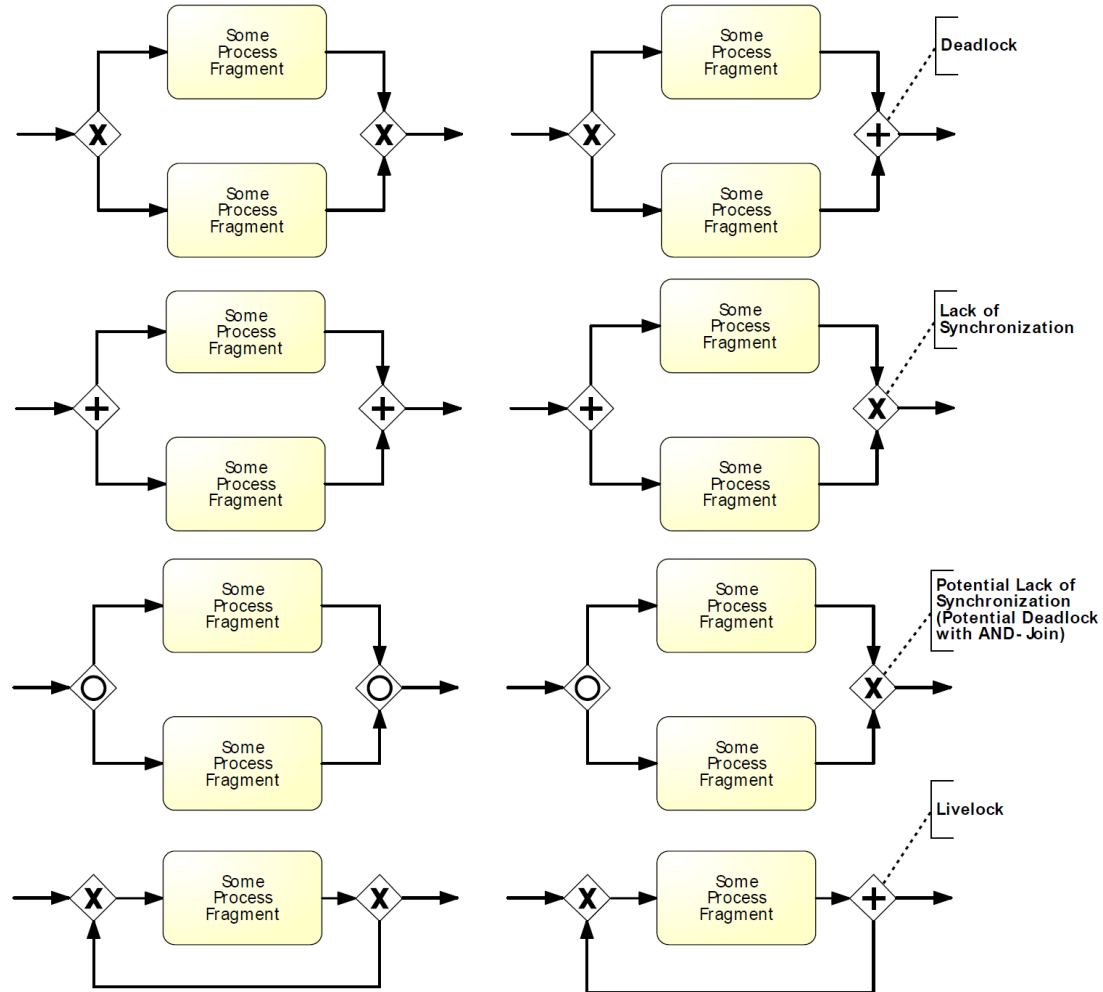 Some
Process
Fragment
Some
Process
Fragment
Deadlock
X
X
X
+
Some
Process
Fragment
Some
Process
Fragment
Some
Process
Fragment
Some
Process
Fragment
Lack of
Synchronization
+
+
+
X
Some
Process
Fragment
Some
Process
Fragment
Some
Process
Fragment
Some
Process
Fragment
Potential Lack of
Synchronization
(Potential Deadlock
with AND- Join)
X
Some
Process
Fragment
Some
Process
Fragment
Livelock
Some
Process
Fragment
Some
Process
Fragment
X
X
X
+